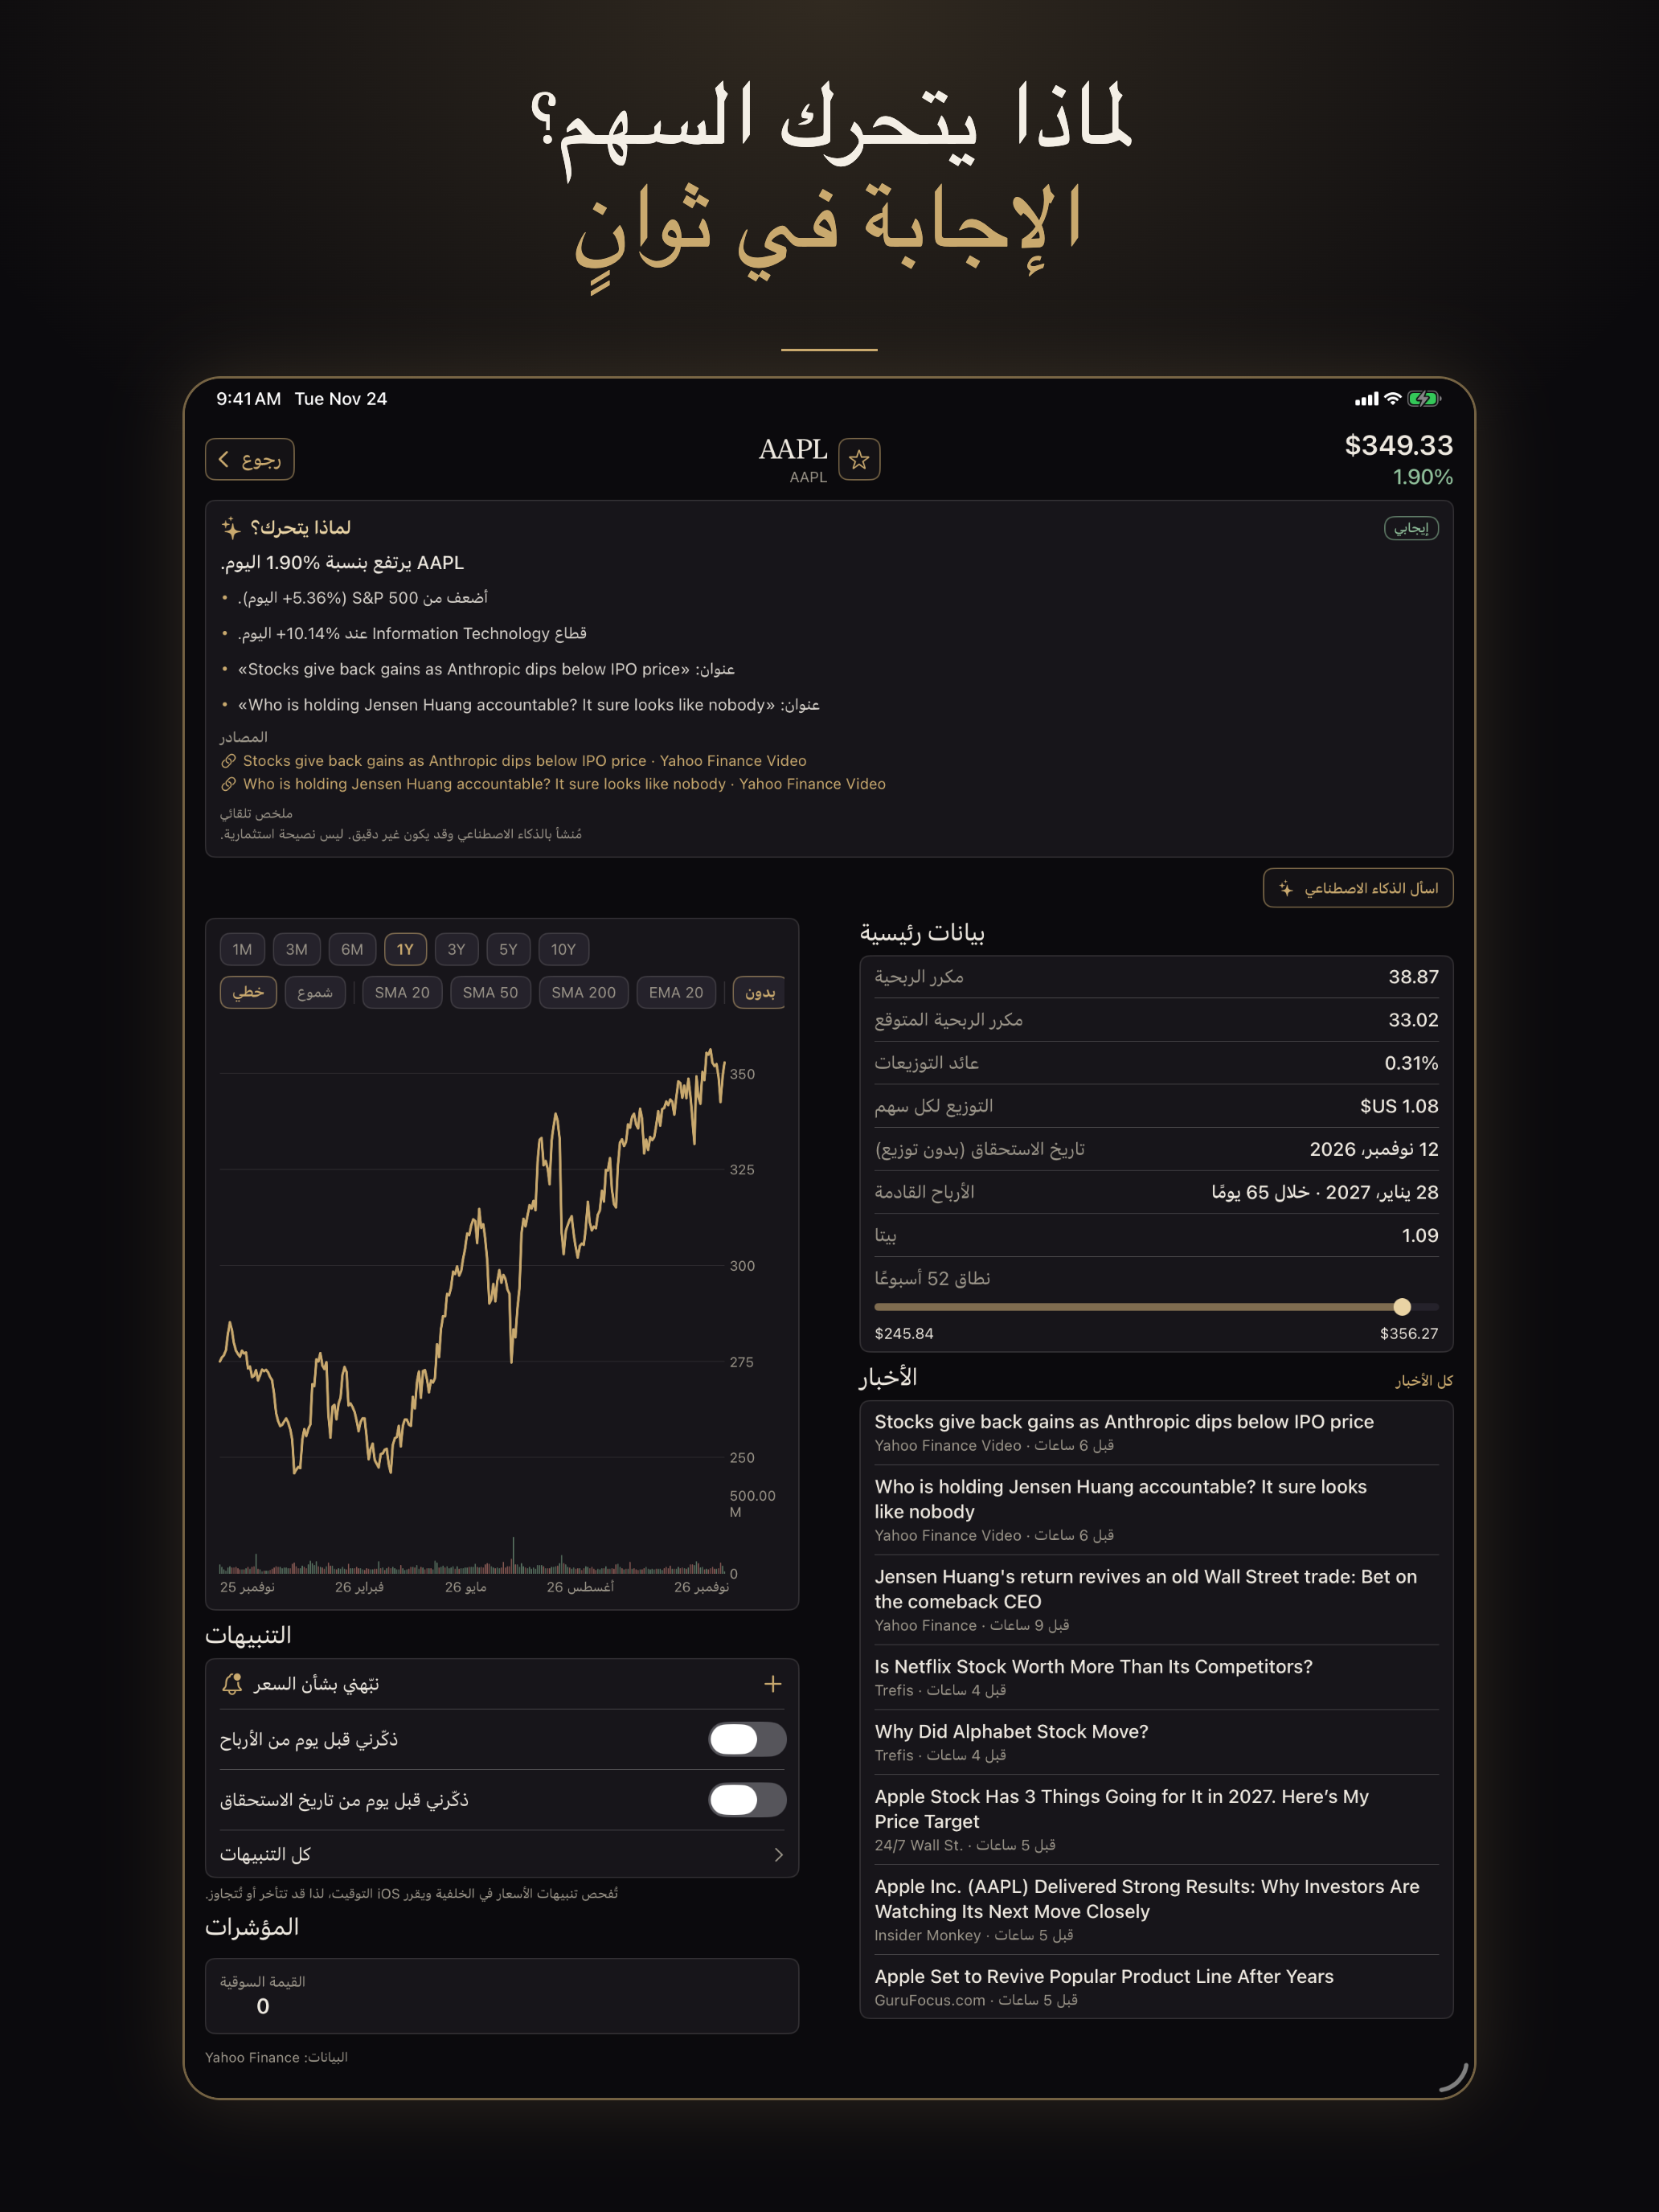 لماذا يتحرك السهم؟
الإجابة في ثوانٍ
9:41 AM Tue Nov 24
رجوع
AAPL
AAPL
$349.33
1.90%
لماذا يتحرك؟
إيجابي
AAPL يرتفع بنسبة 1.90% اليوم.
• أضعف من S&P 500 (+5.36% اليوم).
• قطاع Information Technology عند +10.14% اليوم.
• عنوان: «Stocks give back gains as Anthropic dips below IPO price»
• عنوان: «Who is holding Jensen Huang accountable? It sure looks like nobody»
المصادر
Stocks give back gains as Anthropic dips below IPO price · Yahoo Finance Video
Who is holding Jensen Huang accountable? It sure looks like nobody · Yahoo Finance Video
ملخص تلقائي
مُنشأ بالذكاء الاصطناعي وقد يكون غير دقيق. ليس نصيحة استثمارية.
اسأل الذكاء الاصطناعي
1M 3M 6M 1Y 3Y 5Y 10Y
خطي شموع SMA 20 SMA 50 SMA 200 EMA 20 بدون
350
325
300
275
250
500.00
M
0
نوفمبر 25 فبراير 26 مايو 26 أغسطس 26 نوفمبر 26
التنبيهات
نبّهني بشأن السعر
ذكّرني قبل يوم من الأرباح
ذكّرني قبل يوم من تاريخ الاستحقاق
كل التنبيهات
تُفحص تنبيهات الأسعار في الخلفية ويقرر iOS التوقيت، لذا قد تتأخر أو تُتجاوز.
المؤشرات
القيمة السوقية
0
البيانات: Yahoo Finance
بيانات رئيسية
مكرر الربحية 38.87
مكرر الربحية المتوقع 33.02
عائد التوزيعات 0.31%
التوزيع لكل سهم $US 1.08
تاريخ الاستحقاق (بدون توزيع) 12 نوفمبر، 2026
الأرباح القادمة 28 يناير، 2027 · خلال 65 يومًا
بيتا 1.09
نطاق 52 أسبوعًا
$245.84 $356.27
الأخبار
كل الأخبار
Stocks give back gains as Anthropic dips below IPO price
Yahoo Finance Video · قبل 6 ساعات
Who is holding Jensen Huang accountable? It sure looks
like nobody
Yahoo Finance Video · قبل 6 ساعات
Jensen Huang's return revives an old Wall Street trade: Bet on
the comeback CEO
Yahoo Finance · قبل 9 ساعات
Is Netflix Stock Worth More Than Its Competitors?
Trefis · قبل 4 ساعات
Why Did Alphabet Stock Move?
Trefis · قبل 4 ساعات
Apple Stock Has 3 Things Going for It in 2027. Here’s My
Price Target
24/7 Wall St. · قبل 5 ساعات
Apple Inc. (AAPL) Delivered Strong Results: Why Investors Are
Watching Its Next Move Closely
Insider Monkey · قبل 5 ساعات
Apple Set to Revive Popular Product Line After Years
GuruFocus.com · قبل 5 ساعات